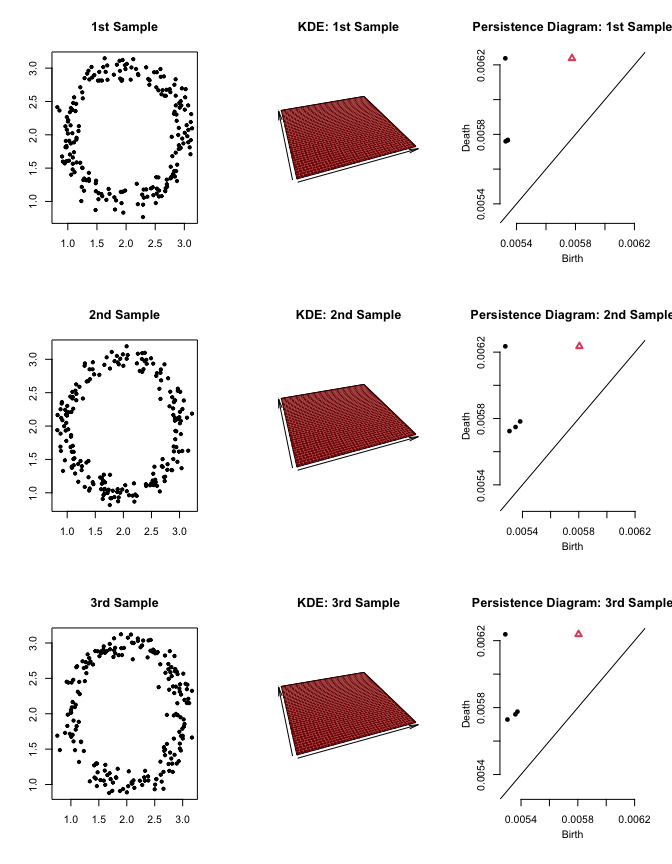 1st Sample
KDE: 1st Sample
Persistence Diagram: 1st Sample
3.0
2.5
2.0
1.5
1.0
1.0 1.5 2.0 2.5 3.0
Death
0.0062
0.0058
0.0054
0.0054 0.0058 0.0062
Birth
2nd Sample
KDE: 2nd Sample
Persistence Diagram: 2nd Sample
3.0
2.5
2.0
1.5
1.0
1.0 1.5 2.0 2.5 3.0
Death
0.0062
0.0058
0.0054
0.0054 0.0058 0.0062
Birth
3rd Sample
KDE: 3rd Sample
Persistence Diagram: 3rd Sample
3.0
2.5
2.0
1.5
1.0
1.0 1.5 2.0 2.5 3.0
Death
0.0062
0.0058
0.0054
0.0054 0.0058 0.0062
Birth